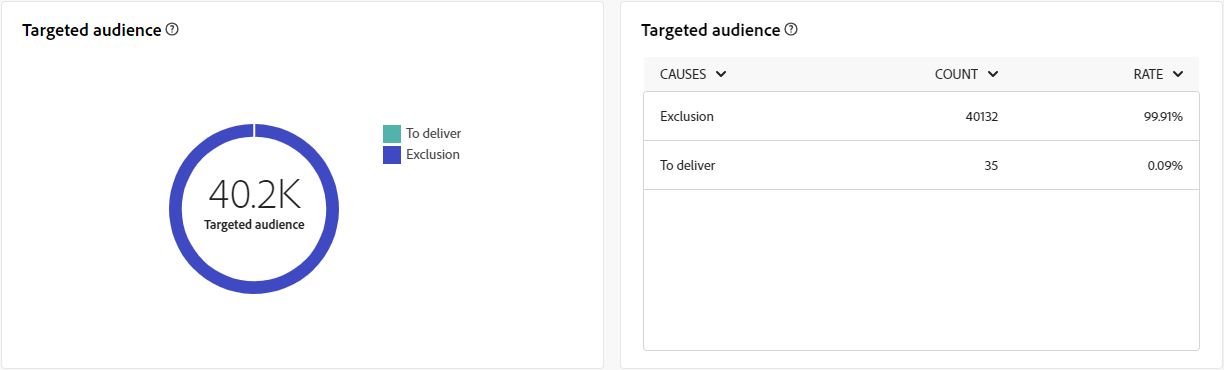 Targeted audience
To deliver
Exclusion
40.2K
Targeted audience
Targeted audience
CAUSES COUNT RATE
Exclusion 40132 99.91%
To deliver 35 0.09%